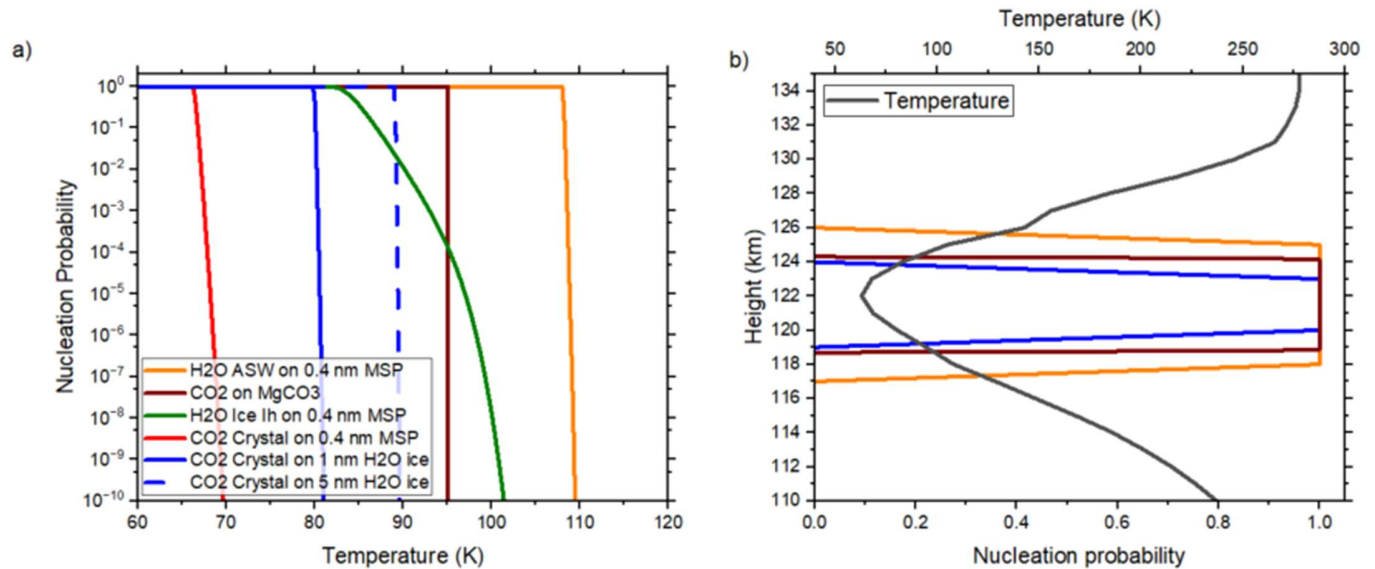 a)
Nucleation Probability
10⁰
10⁻¹
10⁻²
10⁻³
10⁻⁴
10⁻⁵
10⁻⁶
10⁻⁷
10⁻⁸
10⁻⁹
10⁻¹⁰
H2O ASW on 0.4 nm MSP
CO2 on MgCO3
H2O Ice Ih on 0.4 nm MSP
CO2 Crystal on 0.4 nm MSP
CO2 Crystal on 1 nm H2O ice
CO2 Crystal on 5 nm H2O ice
60 70 80 90 100 110 120
Temperature (K)
b)
Temperature (K)
50 100 150 200 250 300
Temperature
Height (km)
134
132
130
128
126
124
122
120
118
116
114
112
110
0.0 0.2 0.4 0.6 0.8 1.0
Nucleation probability